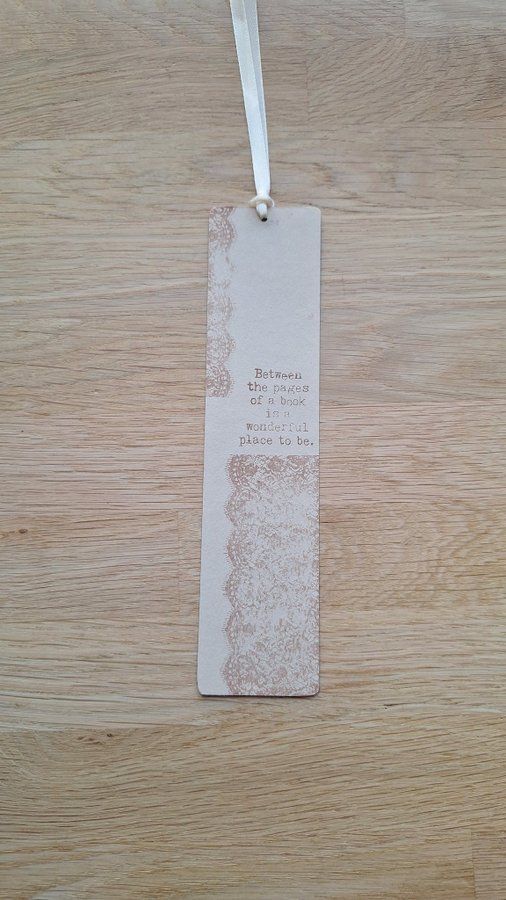 Between
the pages
of a book
is a
wonderful
place to be.